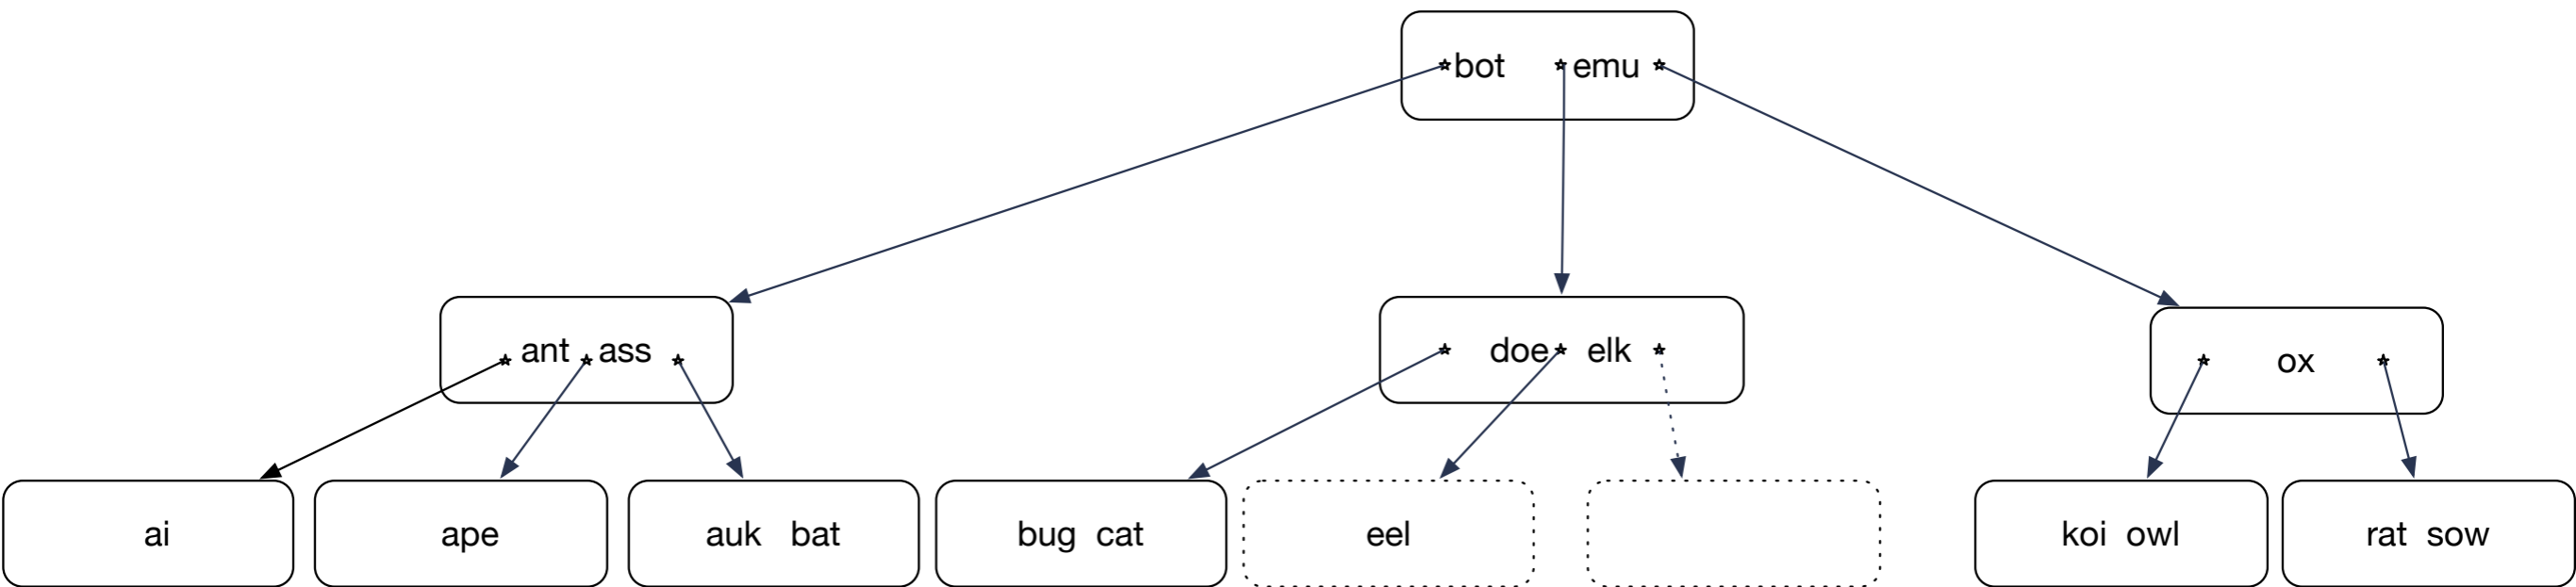 bot emu
ant ass
doe elk
ox
ai
ape
auk bat
bug cat
eel
koi owl
rat sow